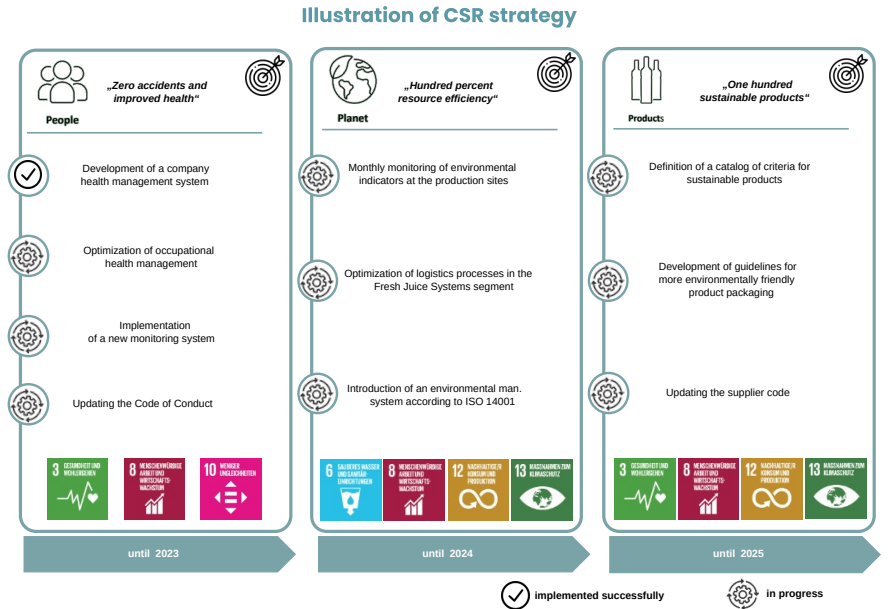 Illustration of CSR strategy
„Zero accidents and
improved health“
People
Development of a company
health management system
Optimization of occupational
health management
Implementation
of a new monitoring system
Updating the Code of Conduct
3 GESUNDHEIT UND
WOHLERGEHEN
8 MENSCHENWÜRDIGE
ARBEIT UND
WIRTSCHAFTS-
WACHSTUM
10 WENIGER
UNGLEICHHEITEN
until 2023
„Hundred percent
resource efficiency“
Planet
Monthly monitoring of environmental
indicators at the production sites
Optimization of logistics processes in the
Fresh Juice Systems segment
Introduction of an environmental man.
system according to ISO 14001
6 SAUBERES WASSER
UND SANITÄR-
EINRICHTUNGEN
8 MENSCHENWÜRDIGE
ARBEIT UND
WIRTSCHAFTS-
WACHSTUM
12 NACHHALTIGE/R
KONSUM UND
PRODUKTION
13 MASSNAHMEN ZUM
KLIMASCHUTZ
until 2024
„One hundred
sustainable products“
Products
Definition of a catalog of criteria for
sustainable products
Development of guidelines for
more environmentally friendly
product packaging
Updating the supplier code
3 GESUNDHEIT UND
WOHLERGEHEN
8 MENSCHENWÜRDIGE
ARBEIT UND
WIRTSCHAFTS-
WACHSTUM
12 NACHHALTIGE/R
KONSUM UND
PRODUKTION
13 MASSNAHMEN ZUM
KLIMASCHUTZ
until 2025
implemented successfully
in progress